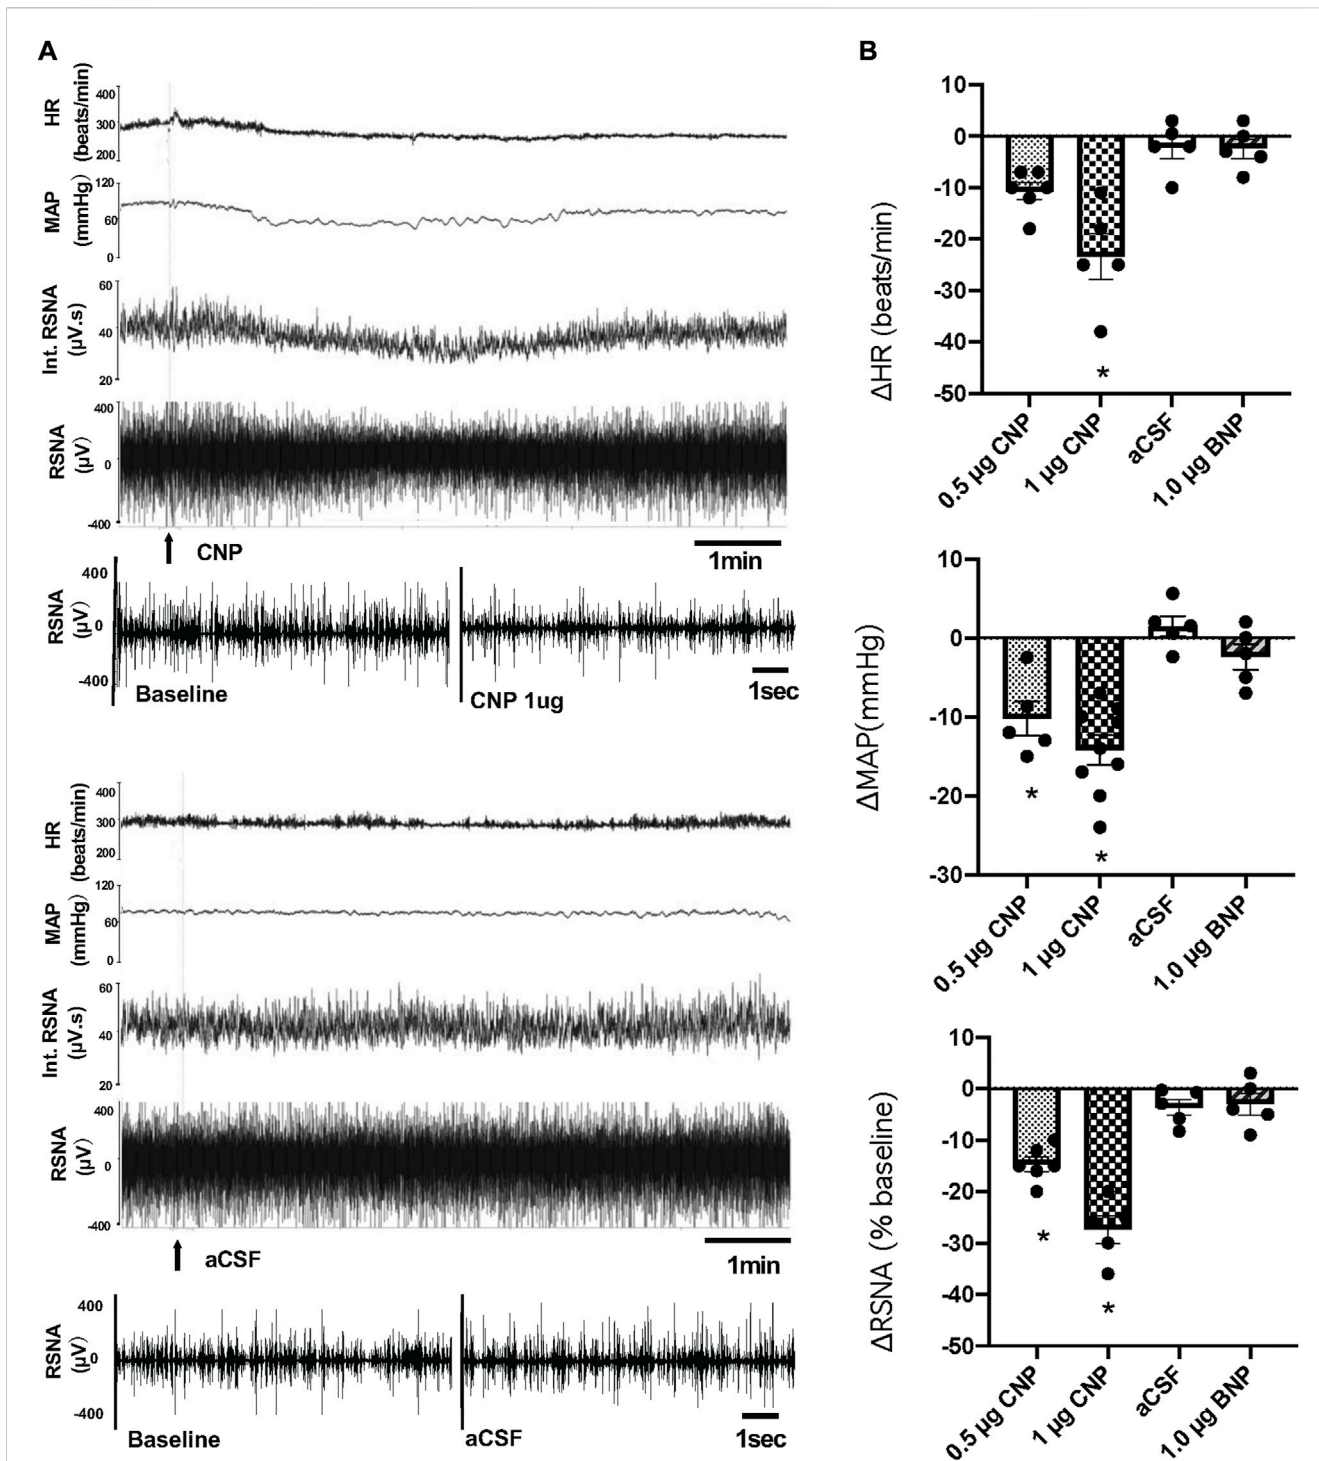 A
HR
(beats/min)
400
300
200
MAP
(mmHg)
120
60
0
Int. RSNA
(µV.s)
60
40
20
RSNA
(µV)
400
0
-400
CNP
1min
RSNA
(µV)
400
0
-400
Baseline
CNP 1ug
1sec
HR
(beats/min)
400
300
200
MAP
(mmHg)
120
60
0
Int. RSNA
(µV.s)
60
40
20
RSNA
(µV)
400
0
-400
aCSF
1min
RSNA
(µV)
400
0
-400
Baseline
aCSF
1sec
B
ΔHR (beats/min)
10
0
-10
-20
-30
-40
-50
*
0.5 µg CNP
1 µg CNP
aCSF
1.0 µg BNP
ΔMAP(mmHg)
10
0
-10
-20
-30
*
*
0.5 µg CNP
1 µg CNP
aCSF
1.0 µg BNP
ΔRSNA (% baseline)
10
0
-10
-20
-30
-40
-50
*
*
0.5 µg CNP
1 µg CNP
aCSF
1.0 µg BNP